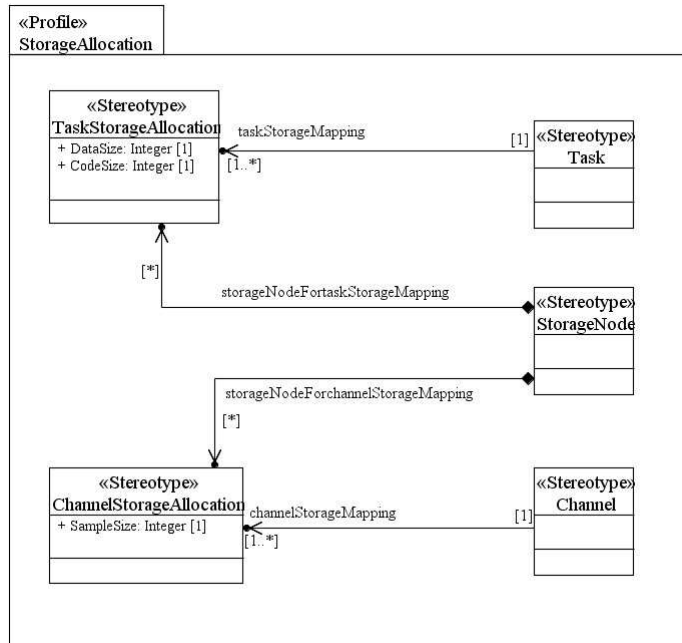 «Profile»
StorageAllocation
«Stereotype»
TaskStorageAllocation
+ DataSize: Integer [1]
+ CodeSize: Integer [1]
taskStorageMapping
[1]
[1..*]
«Stereotype»
Task
[*]
storageNodeFortaskStorageMapping
«Stereotype»
StorageNode
storageNodeForchannelStorageMapping
[*]
«Stereotype»
ChannelStorageAllocation
+ SampleSize: Integer [1]
channelStorageMapping
[1]
[1..*]
«Stereotype»
Channel